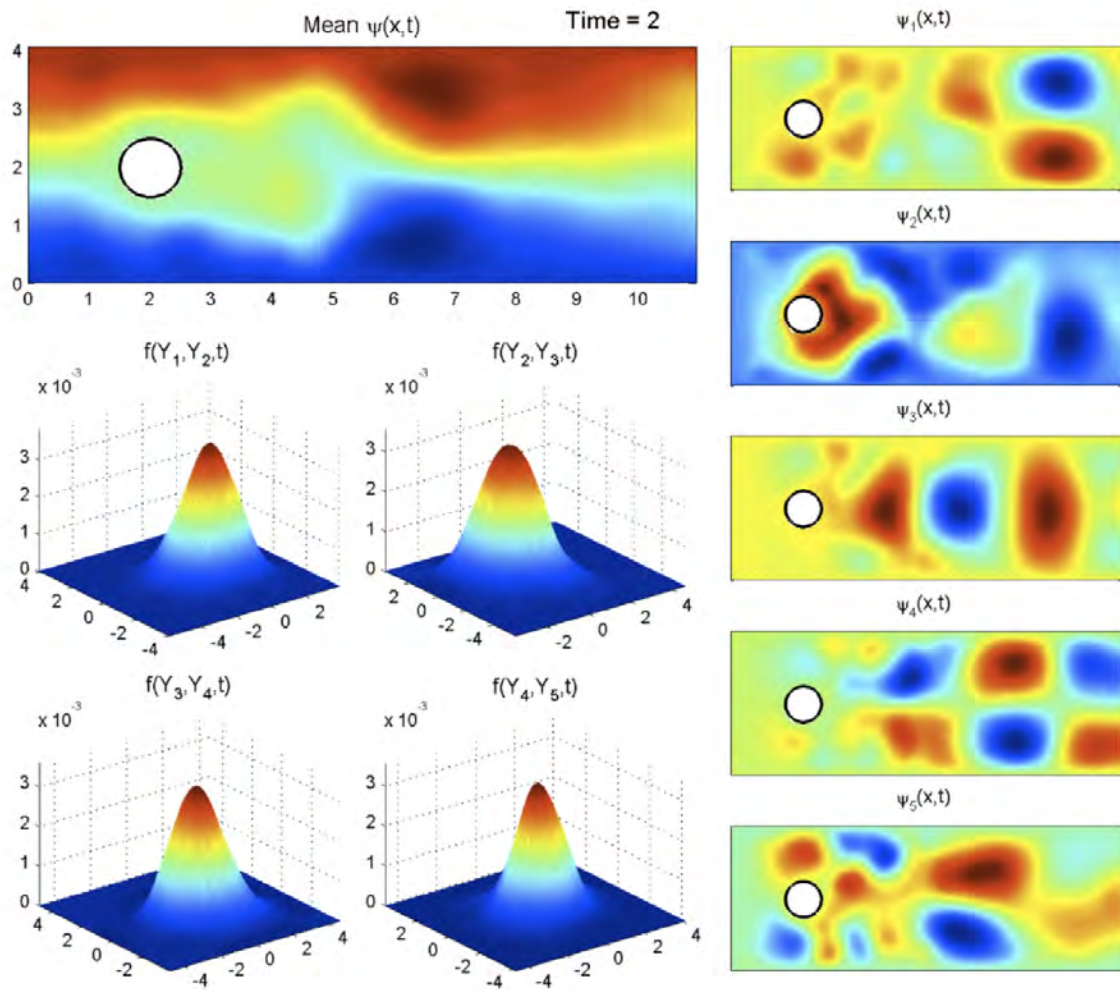 Mean ψ(x,t) Time = 2
4
3
2
1
0
0 1 2 3 4 5 6 7 8 9 10
f(Y₁,Y₂,t)
x 10⁻³
3
2
1
0
4 2 0 -2 -4
-4 -2 0 2
f(Y₂,Y₃,t)
x 10⁻³
3
2
1
0
4 2 0 -2 -4
-4 -2 0 2 4
f(Y₃,Y₄,t)
x 10⁻³
3
2
1
0
4 2 0 -2
-4 -2 0 2 4
f(Y₄,Y₅,t)
x 10⁻³
3
2
1
0
4 2 0 -2
-4 -2 0 2 4
ψ₁(x,t)
ψ₂(x,t)
ψ₃(x,t)
ψ₄(x,t)
ψ₅(x,t)